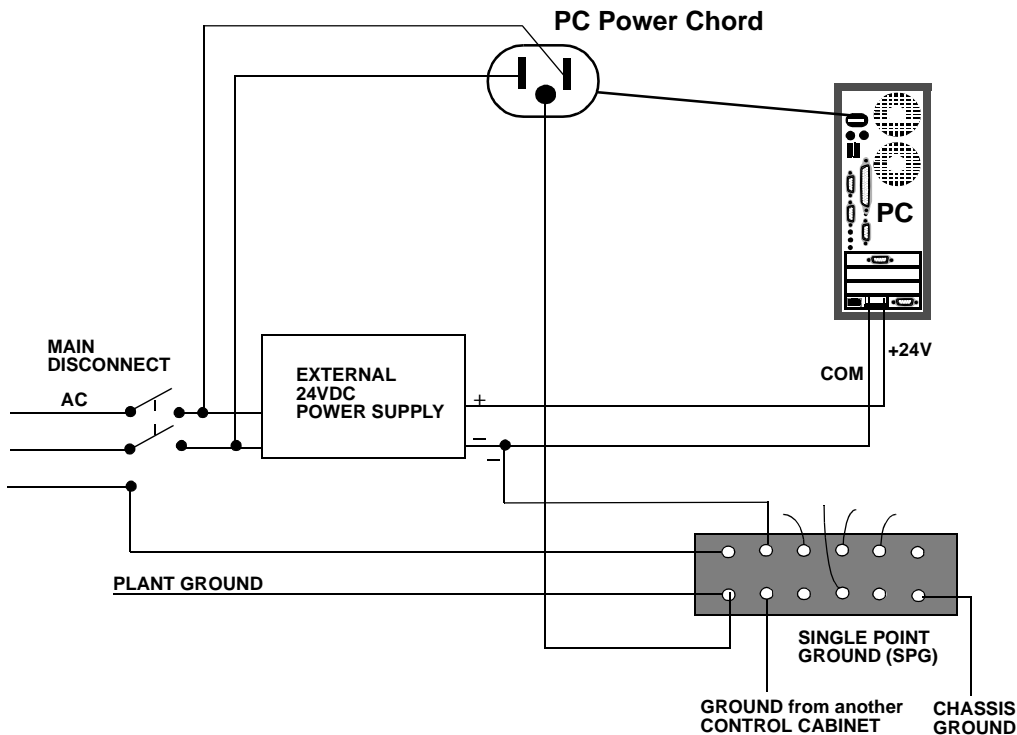 PC Power Chord
PC
+24V
COM
MAIN
DISCONNECT
AC
EXTERNAL
24VDC
POWER SUPPLY
+
–
–
PLANT GROUND
SINGLE POINT
GROUND (SPG)
GROUND from another
CONTROL CABINET
CHASSIS
GROUND